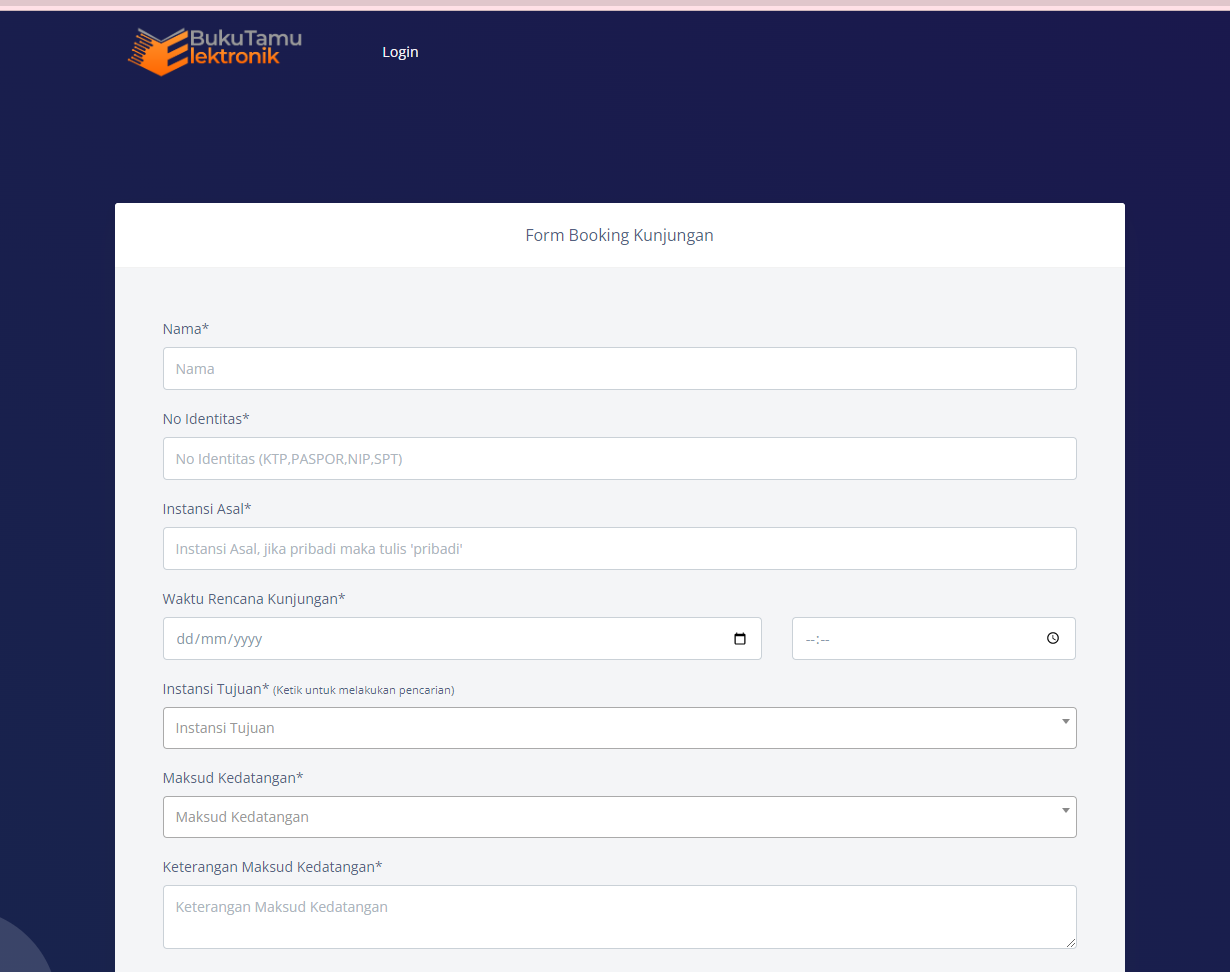 BukuTamu
Elektronik
Login
Form Booking Kunjungan
Nama*
Nama
No Identitas*
No Identitas (KTP,PASPOR,NIP,SPT)
Instansi Asal*
Instansi Asal, jika pribadi maka tulis 'pribadi'
Waktu Rencana Kunjungan*
dd/mm/yyyy --:--
Instansi Tujuan* (Ketik untuk melakukan pencarian)
Instansi Tujuan
Maksud Kedatangan*
Maksud Kedatangan
Keterangan Maksud Kedatangan*
Keterangan Maksud Kedatangan